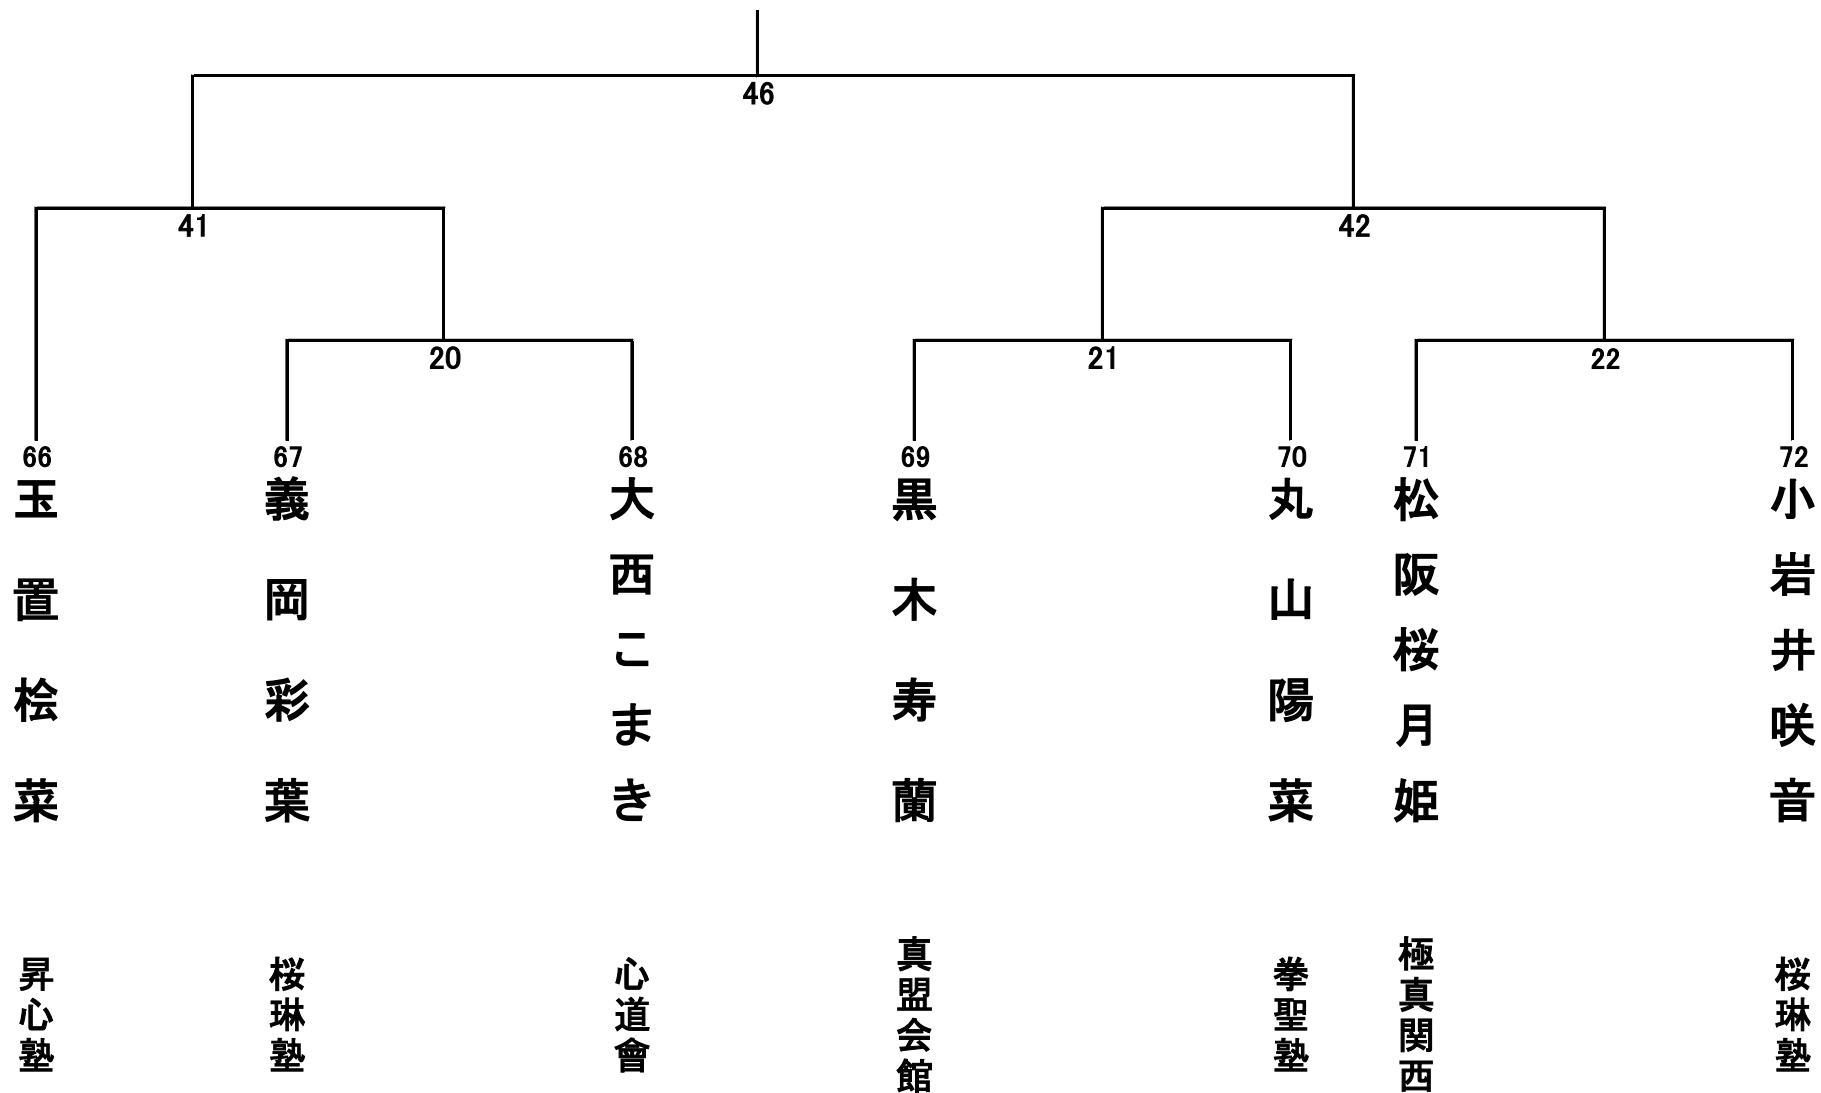 46
41
42
20
21
22
66
67
68
69
70
71
72
玉置桧菜
義岡彩葉
大西こまき
黒木寿蘭
丸山陽菜
松阪桜月姫
小岩井咲音
昇心塾
桜琳塾
心道會
真盟会館
拳聖塾
極真関西
桜琳塾